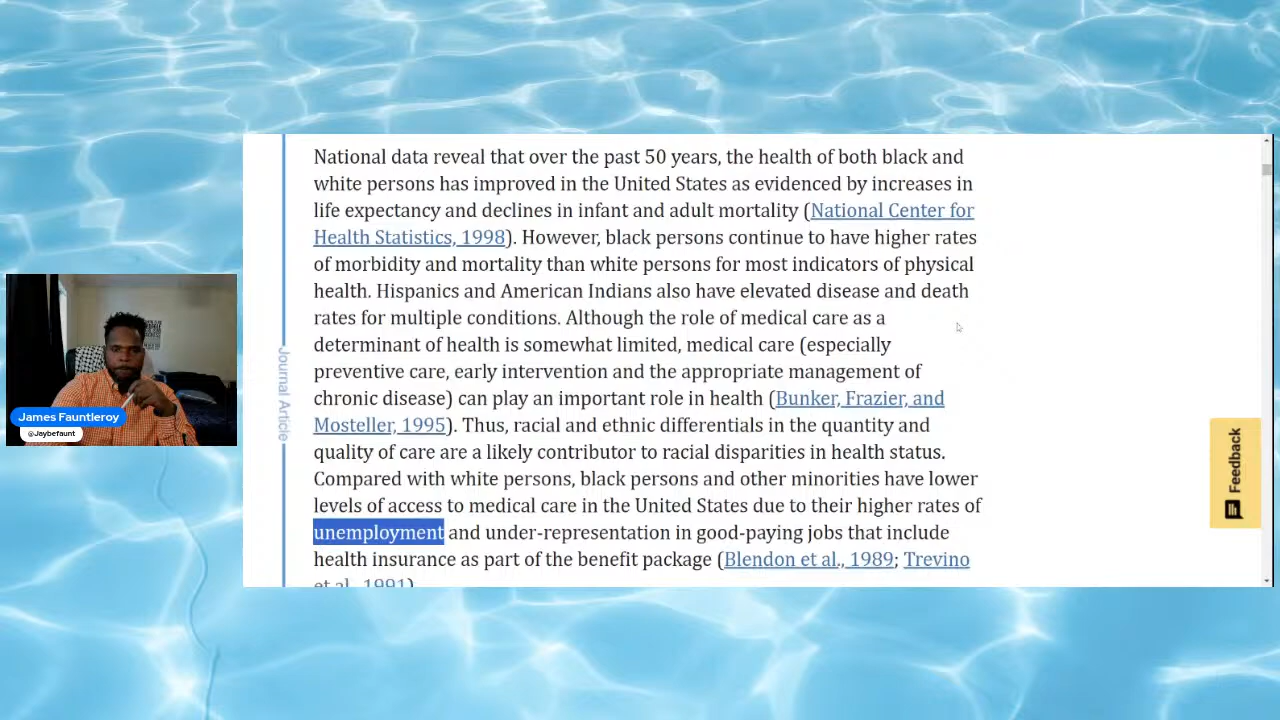 National data reveal that over the past 50 years, the health of both black and
white persons has improved in the United States as evidenced by increases in
life expectancy and declines in infant and adult mortality (National Center for
Health Statistics, 1998). However, black persons continue to have higher rates
of morbidity and mortality than white persons for most indicators of physical
health. Hispanics and American Indians also have elevated disease and death
rates for multiple conditions. Although the role of medical care as a
determinant of health is somewhat limited, medical care (especially
preventive care, early intervention and the appropriate management of
chronic disease) can play an important role in health (Bunker, Frazier, and
Mosteller, 1995). Thus, racial and ethnic differentials in the quantity and
quality of care are a likely contributor to racial disparities in health status.
Compared with white persons, black persons and other minorities have lower
levels of access to medical care in the United States due to their higher rates of
unemployment and under-representation in good-paying jobs that include
health insurance as part of the benefit package (Blendon et al., 1989; Trevino
et al., 1991)
Journal Article
James Fauntleroy
@Jaybefaunt
Feedback